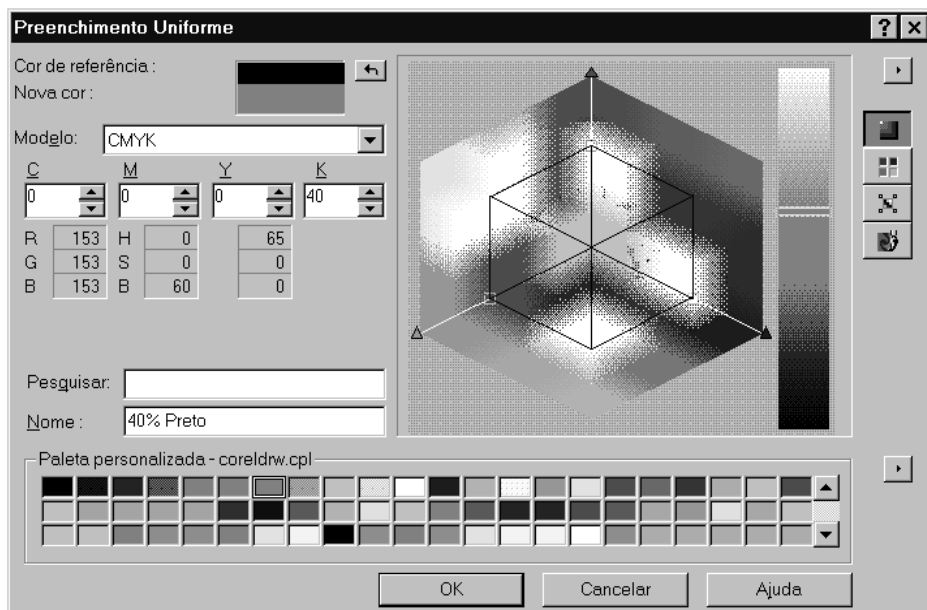 Preenchimento Uniforme
Cor de referência :
Nova cor :
Modelo: CMYK
C M Y K
0 0 0 40
R 153 H 0 65
G 153 S 0 0
B 153 B 60 0
Pesquisar:
Nome : 40% Preto
Paleta personalizada - coreldrw.cpl
OK Cancelar Ajuda